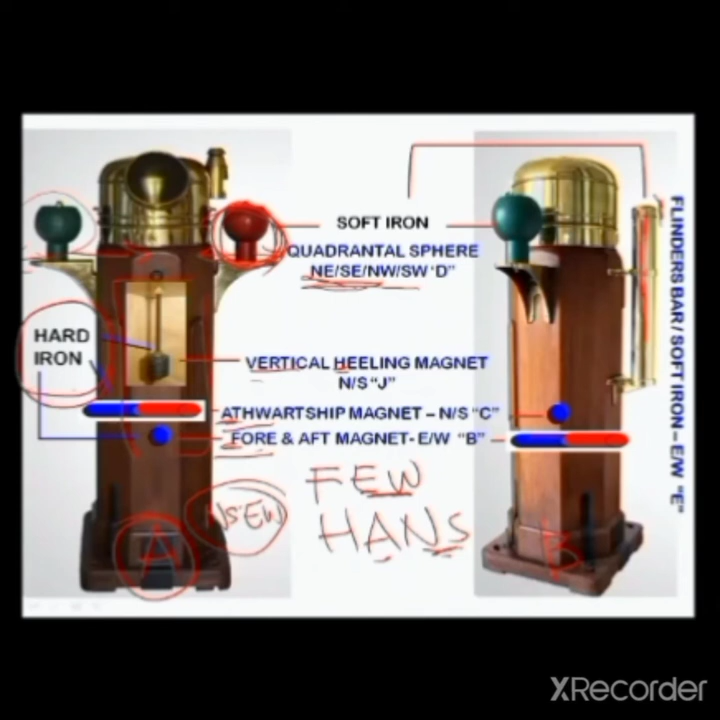 SOFT IRON
QUADRANTAL SPHERE
NE/SE/NW/SW 'D"
HARD
IRON
VERTICAL HEELING MAGNET
N/S "J"
ATHWARTSHIP MAGNET – N/S "C"
FORE & AFT MAGNET- E/W "B"
FLINDERS BAR / SOFT IRON – E/W "E"
FEW
HANS
NSEW
A
B
XRecorder